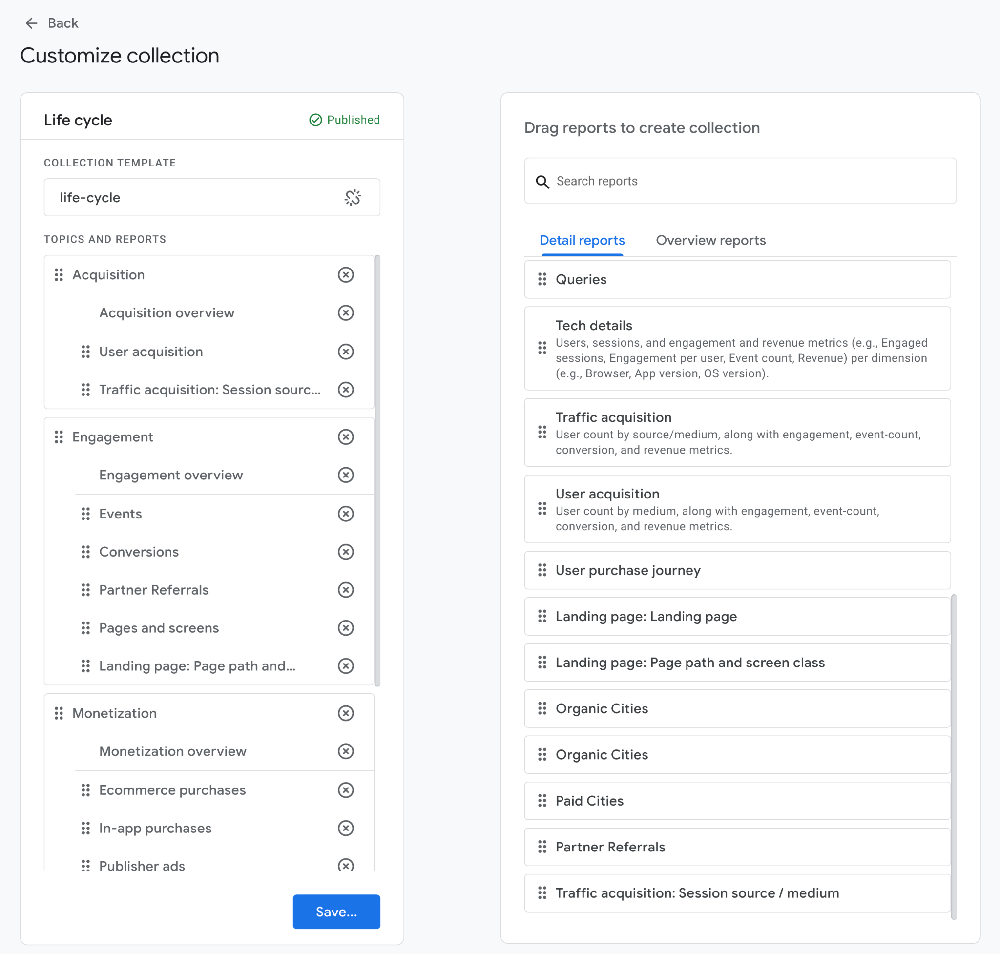 Back
Customize collection
Life cycle
Published
COLLECTION TEMPLATE
life-cycle
TOPICS AND REPORTS
Acquisition
Acquisition overview
User acquisition
Traffic acquisition: Session sourc...
Engagement
Engagement overview
Events
Conversions
Partner Referrals
Pages and screens
Landing page: Page path and...
Monetization
Monetization overview
Ecommerce purchases
In-app purchases
Publisher ads
Save...
Drag reports to create collection
Search reports
Detail reports
Overview reports
Queries
Tech details
Users, sessions, and engagement and revenue metrics (e.g., Engaged
sessions, Engagement per user, Event count, Revenue) per dimension
(e.g., Browser, App version, OS version).
Traffic acquisition
User count by source/medium, along with engagement, event-count,
conversion, and revenue metrics.
User acquisition
User count by medium, along with engagement, event-count,
conversion, and revenue metrics.
User purchase journey
Landing page: Landing page
Landing page: Page path and screen class
Organic Cities
Organic Cities
Paid Cities
Partner Referrals
Traffic acquisition: Session source / medium